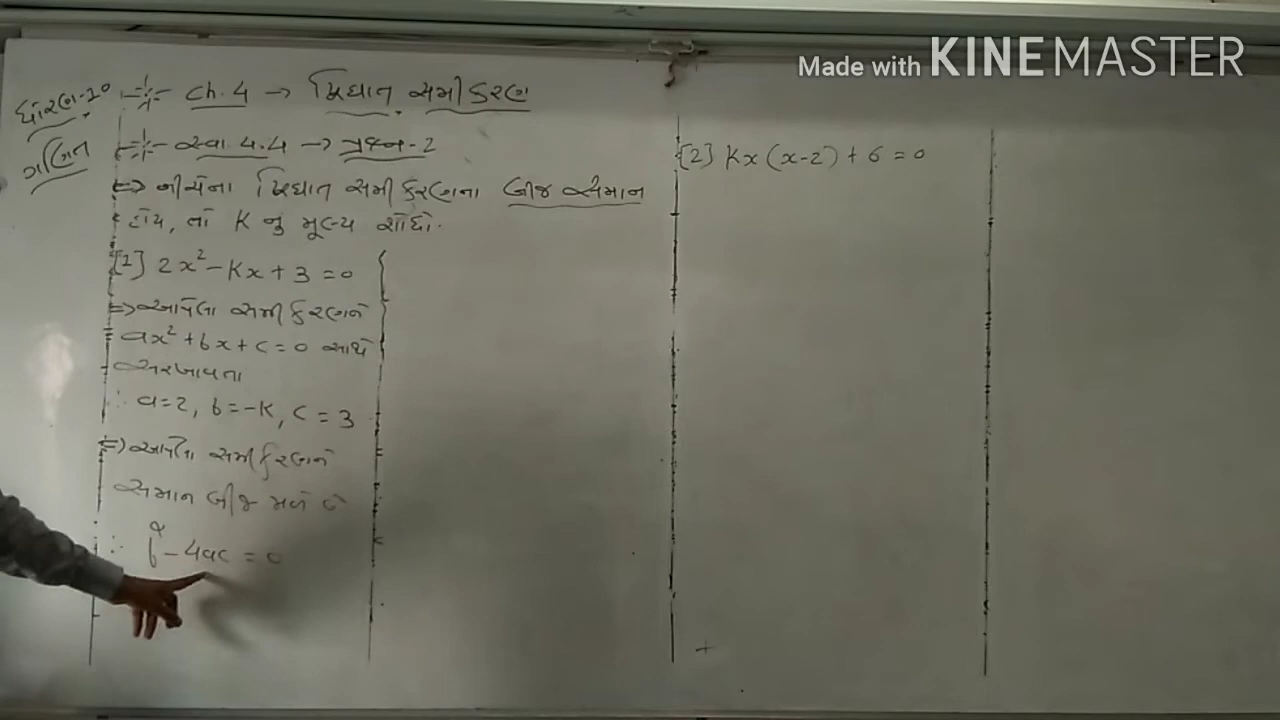 Made with KINEMASTER
ધોરણ-10
ગણિત
Ch.4 → દ્વિઘાત સમીકરણ
સ્વા. 4.4 → પ્રશ્ન-2
⇒ નીચેના દ્વિઘાત સમીકરણના બીજ સમાન
હોય, તો K નુ મૂલ્ય શોધો.
[1] 2x² - Kx + 3 = 0
⇒ આપેલા સમીકરણને
ax² + bx + c = 0 સાથે
સરખાવતા
∴ a = 2, b = -K, c = 3
⇒ આપેલા સમીકરણને
સમાન બીજ મળે છે
∴ b² - 4ac = 0
[2] Kx (x-2) + 6 = 0